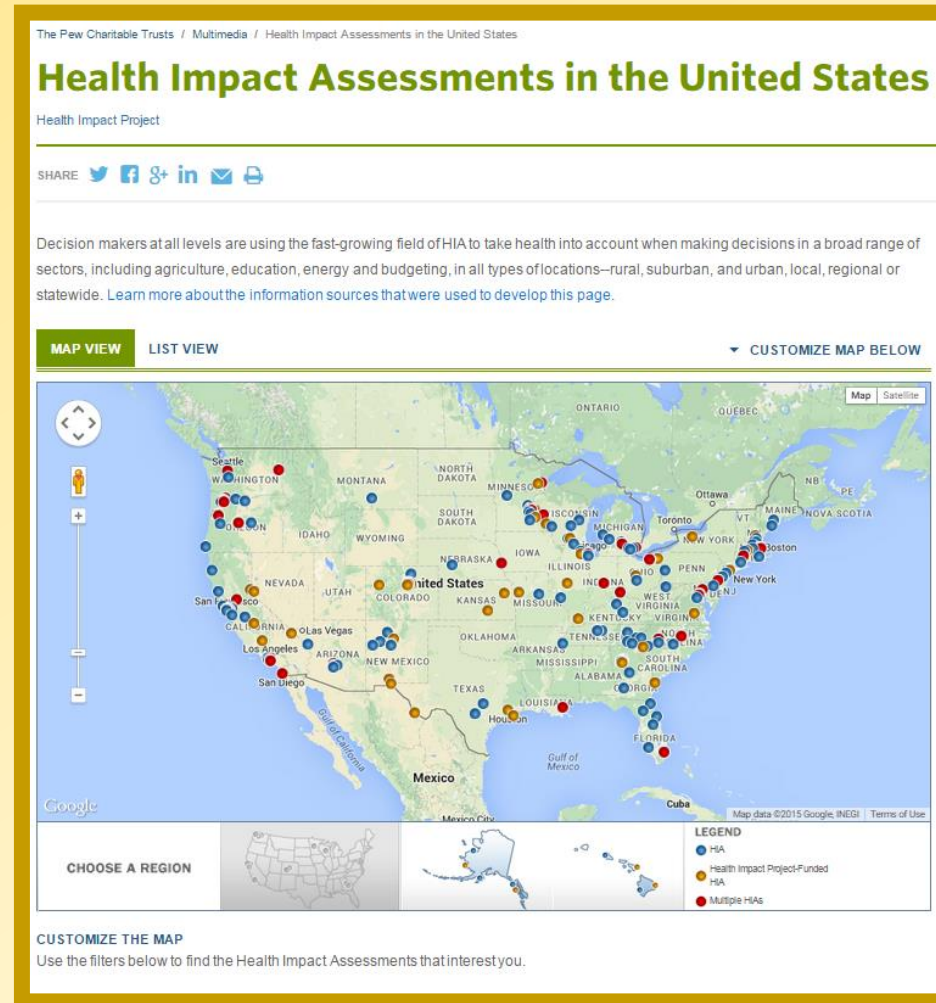 The Pew Charitable Trusts / Multimedia / Health Impact Assessments in the United States
Health Impact Assessments in the United States
Health Impact Project
SHARE
Decision makers at all levels are using the fast-growing field of HIA to take health into account when making decisions in a broad range of
sectors, including agriculture, education, energy and budgeting, in all types of locations--rural, suburban, and urban, local, regional or
statewide. Learn more about the information sources that were used to develop this page.
MAP VIEW LIST VIEW CUSTOMIZE MAP BELOW
Map Satellite
ONTARIO
QUEBEC
Seattle
NORTH
DAKOTA
MONTANA
Ottawa
NB
PE
MAINE
NOVA SCOTIA
SOUTH
DAKOTA
WISCONSIN
MICHIGAN
Toronto
VT
IDAHO
WYOMING
NEW YORK
Boston
NEBRASKA
IOWA
ILLINOIS
PENN
New York
NEVADA
UTAH
COLORADO
United States
KANSAS
MISSOURI
WEST
VIRGINIA
KENTUCKY
Las Vegas
Los Angeles
ARIZONA
NEW MEXICO
OKLAHOMA
ARKANSAS
TENNESSEE
MISSISSIPPI
ALABAMA
SOUTH
CAROLINA
San Diego
TEXAS
LOUISIANA
Houston
FLORIDA
Gulf of
California
Gulf of
Mexico
Mexico
Cuba
Mexico City
Google
Map data ©2015 Google, INEGI Terms of Use
CHOOSE A REGION
LEGEND
HIA
Health Impact Project-Funded
HIA
Multiple HIAs
CUSTOMIZE THE MAP
Use the filters below to find the Health Impact Assessments that interest you.